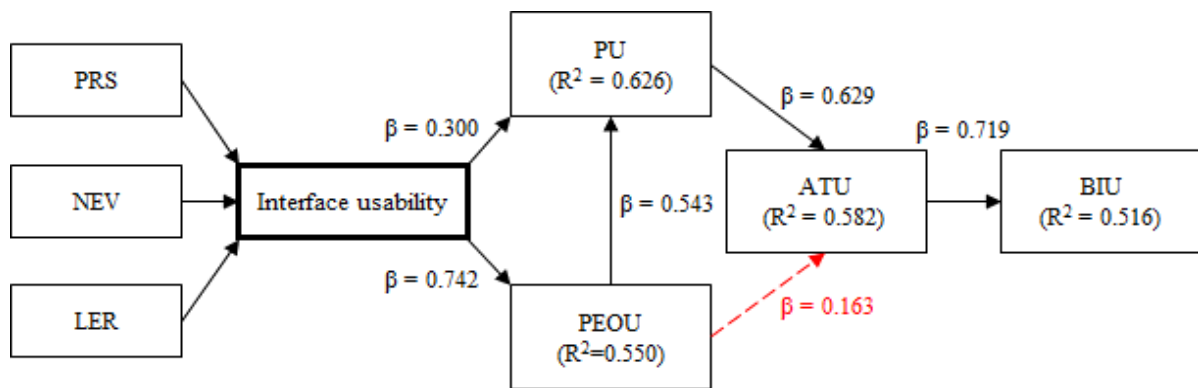 PRS
NEV
LER
Interface usability
β = 0.300
β = 0.742
PU
(R² = 0.626)
β = 0.543
PEOU
(R²=0.550)
β = 0.629
β = 0.163
ATU
(R² = 0.582)
β = 0.719
BIU
(R² = 0.516)